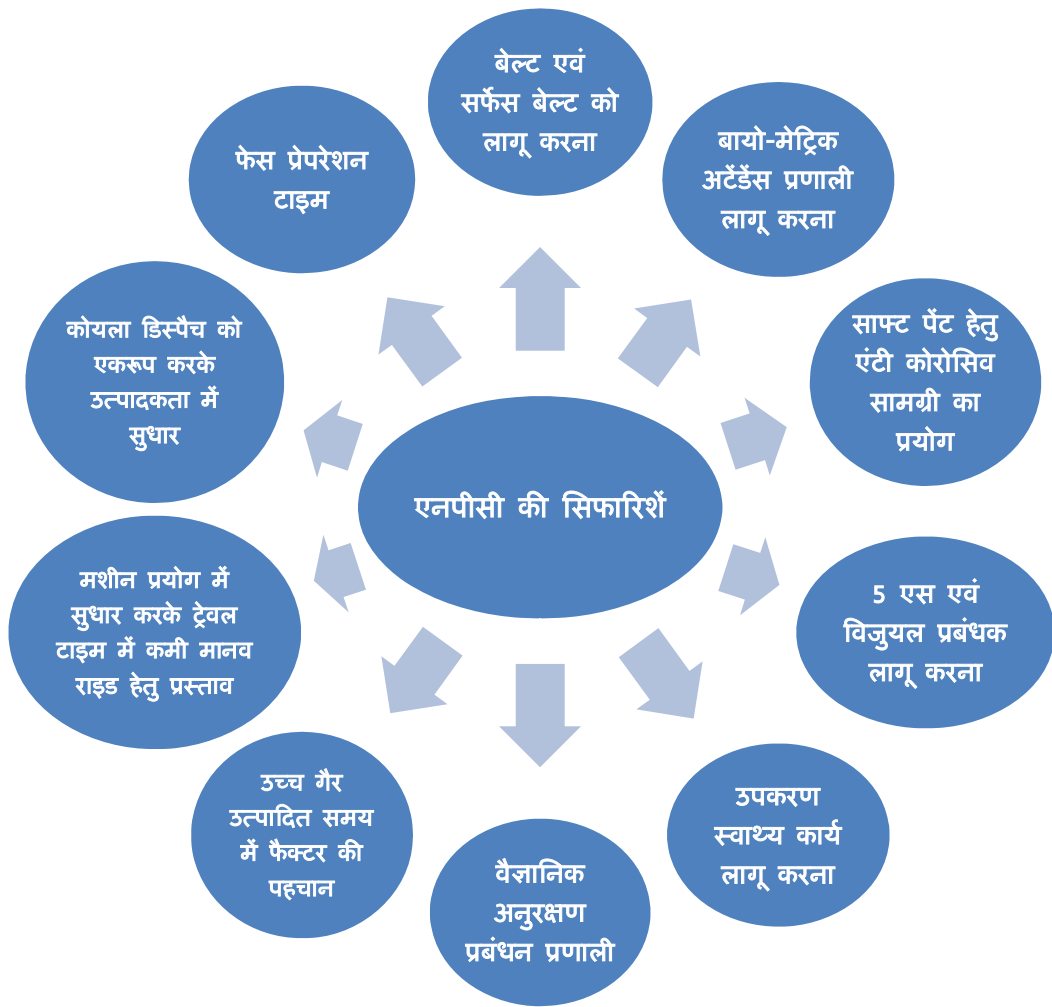 बेल्ट एवं
सर्फेस बेल्ट को
लागू करना
बायो-मेट्रिक
अटेंडेंस प्रणाली
लागू करना
साफ्ट पेंट हेतु
एंटी कोरोसिव
सामग्री का
प्रयोग
5 एस एवं
विजुयल प्रबंधक
लागू करना
उपकरण
स्वाथ्य कार्य
लागू करना
वैज्ञानिक
अनुरक्षण
प्रबंधन प्रणाली
उच्च गैर
उत्पादित समय
में फैक्टर की
पहचान
मशीन प्रयोग में
सुधार करके ट्रेवल
टाइम में कमी मानव
राइड हेतु प्रस्ताव
कोयला डिस्पैच को
एकरूप करके
उत्पादकता में
सुधार
फेस प्रेपरेशन
टाइम
एनपीसी की सिफारिशें